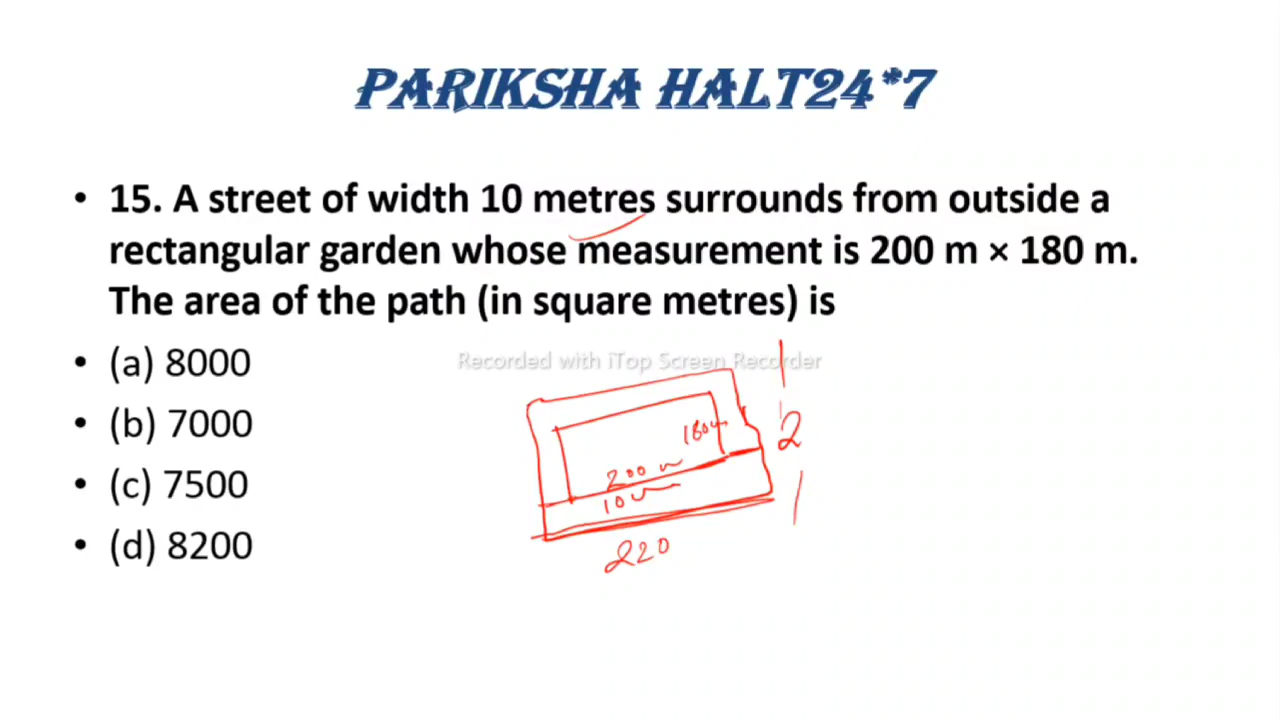 PARIKSHA HALT24*7
• 15. A street of width 10 metres surrounds from outside a
rectangular garden whose measurement is 200 m × 180 m.
The area of the path (in square metres) is
• (a) 8000
Recorded with iTop Screen Recorder
• (b) 7000
• (c) 7500
• (d) 8200
180m
2
200 m
10m
220